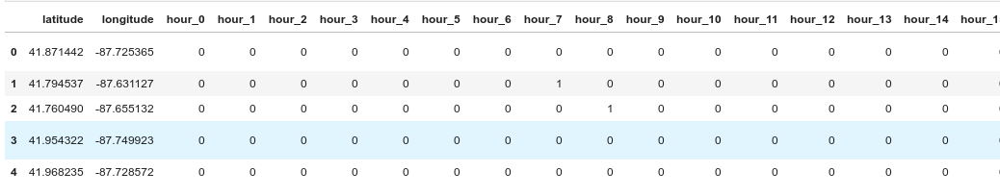 latitude longitude hour_0 hour_1 hour_2 hour_3 hour_4 hour_5 hour_6 hour_7 hour_8 hour_9 hour_10 hour_11 hour_12 hour_13 hour_14
0 41.871442 -87.725365 0 0 0 0 0 0 0 0 0 0 0 0 0 0 0
1 41.794537 -87.631127 0 0 0 0 0 0 0 1 0 0 0 0 0 0 0
2 41.760490 -87.655132 0 0 0 0 0 0 0 0 1 0 0 0 0 0 0
3 41.954322 -87.749923 0 0 0 0 0 0 0 0 0 0 0 0 0 0 0
4 41.968235 -87.728572 0 0 0 0 0 0 0 0 0 0 0 0 0 0 0